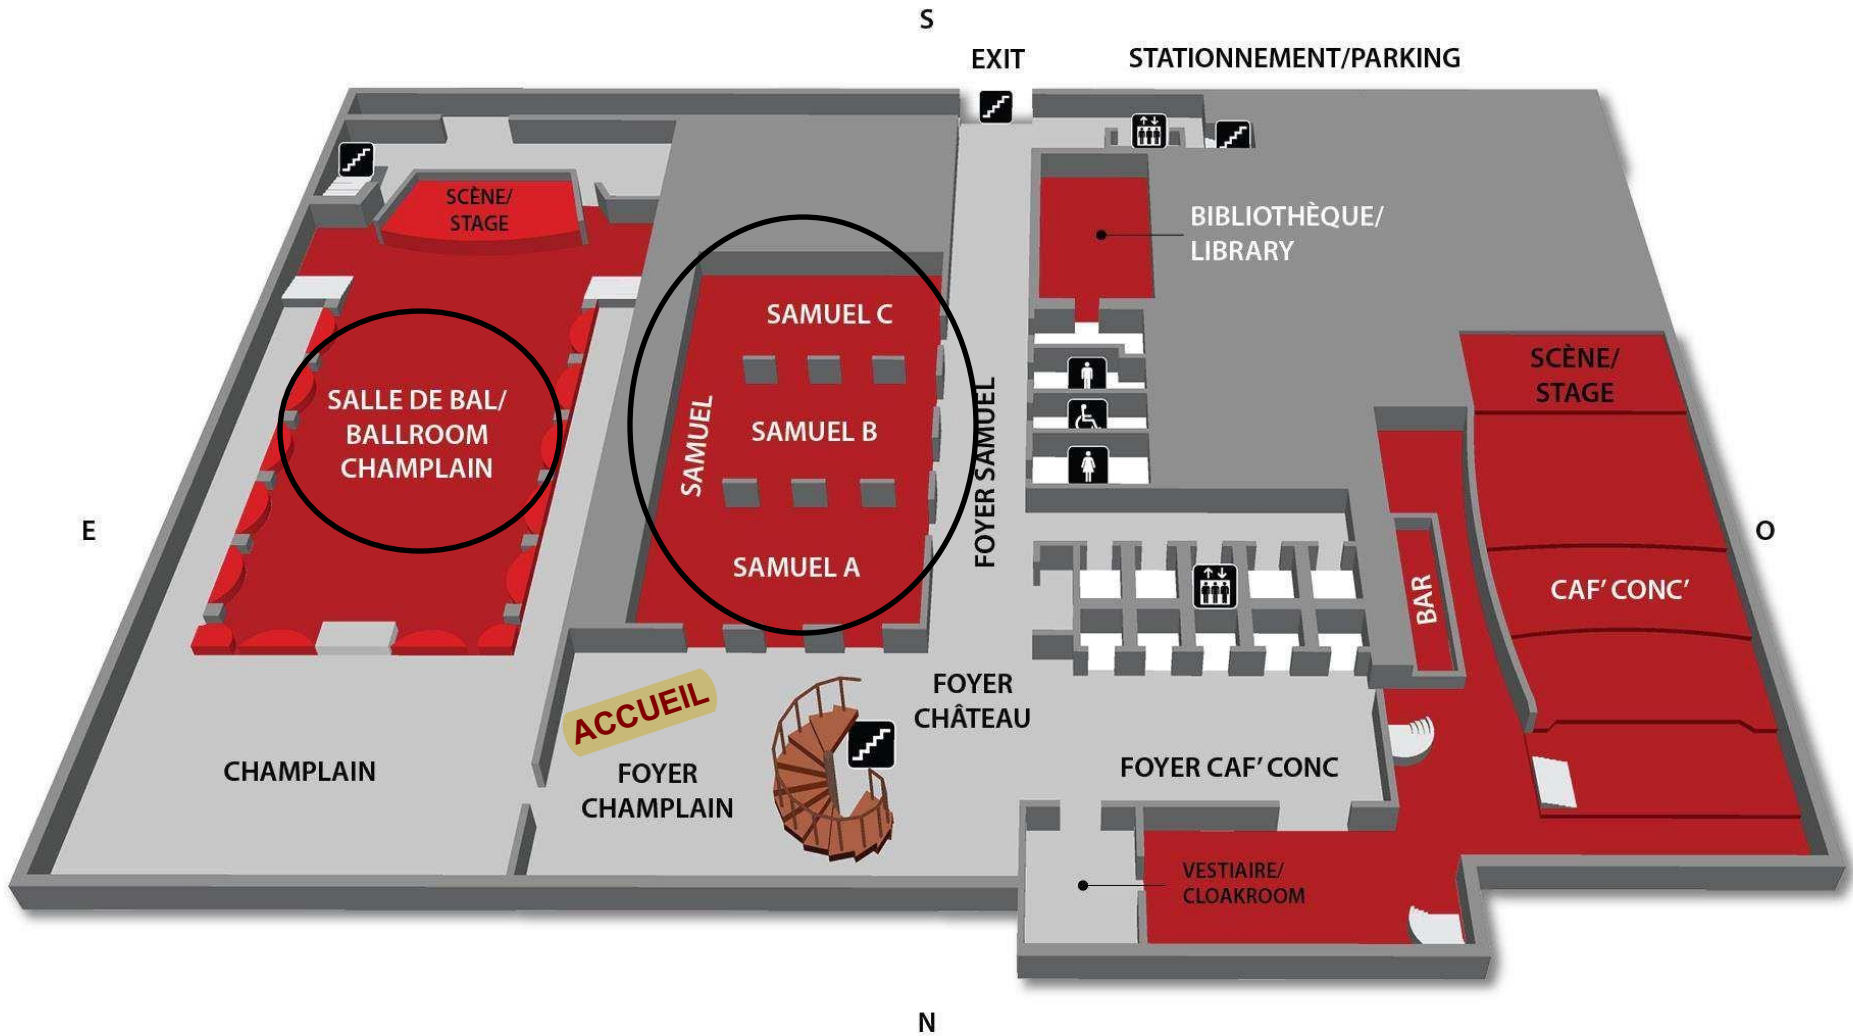 S
EXIT
STATIONNEMENT/PARKING
SCÈNE/
STAGE
BIBLIOTHÈQUE/
LIBRARY
SAMUEL C
SCÈNE/
STAGE
SALLE DE BAL/
BALLROOM
CHAMPLAIN
SAMUEL
SAMUEL B
FOYER SAMUEL
E
O
SAMUEL A
BAR
CAF' CONC'
ACCUEIL
FOYER
CHÂTEAU
CHAMPLAIN
FOYER
CHAMPLAIN
FOYER CAF' CONC
VESTIAIRE/
CLOAKROOM
N